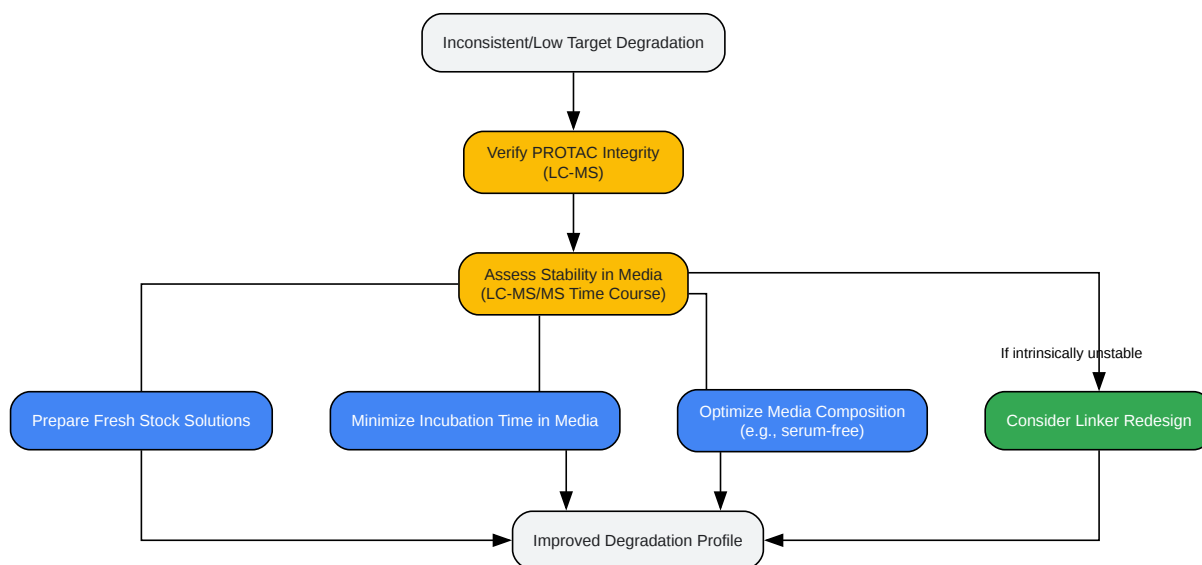 Inconsistent/Low Target Degradation
Verify PROTAC Integrity
(LC-MS)
Assess Stability in Media
(LC-MS/MS Time Course)
If intrinsically unstable
Prepare Fresh Stock Solutions
Minimize Incubation Time in Media
Optimize Media Composition
(e.g., serum-free)
Consider Linker Redesign
Improved Degradation Profile